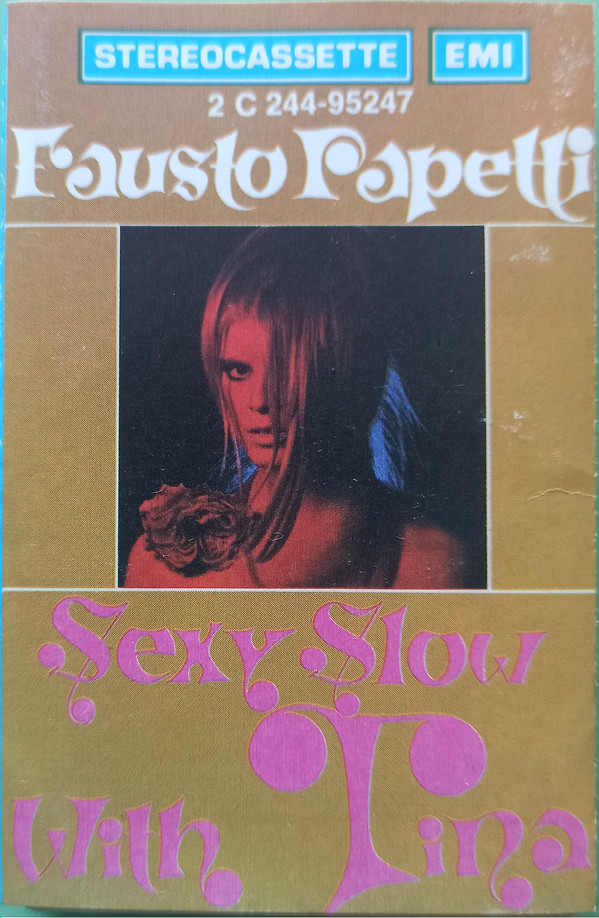 STEREOCASSETTE EMI
2 C 244-95247
Fausto Papetti
Sexy Slow
With Tina